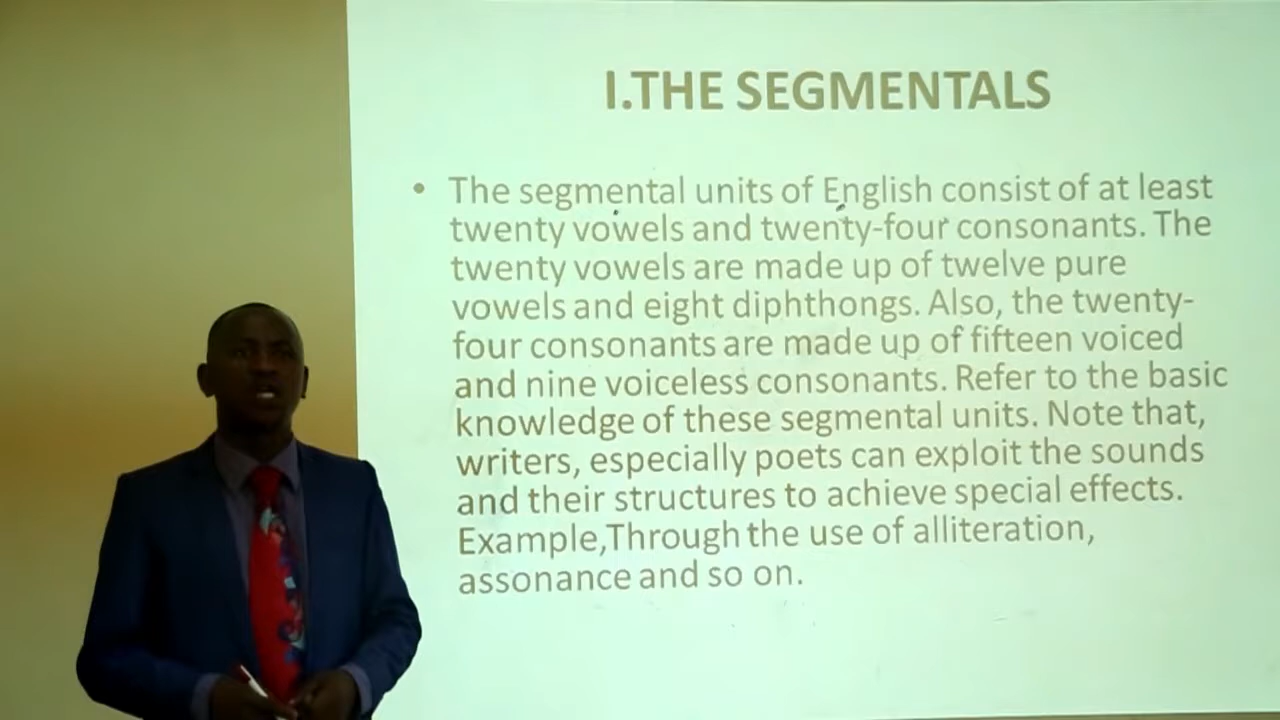 I.THE SEGMENTALS
• The segmental units of English consist of at least
twenty vowels and twenty-four consonants. The
twenty vowels are made up of twelve pure
vowels and eight diphthongs. Also, the twenty-
four consonants are made up of fifteen voiced
and nine voiceless consonants. Refer to the basic
knowledge of these segmental units. Note that,
writers, especially poets can exploit the sounds
and their structures to achieve special effects.
Example,Through the use of alliteration,
assonance and so on.